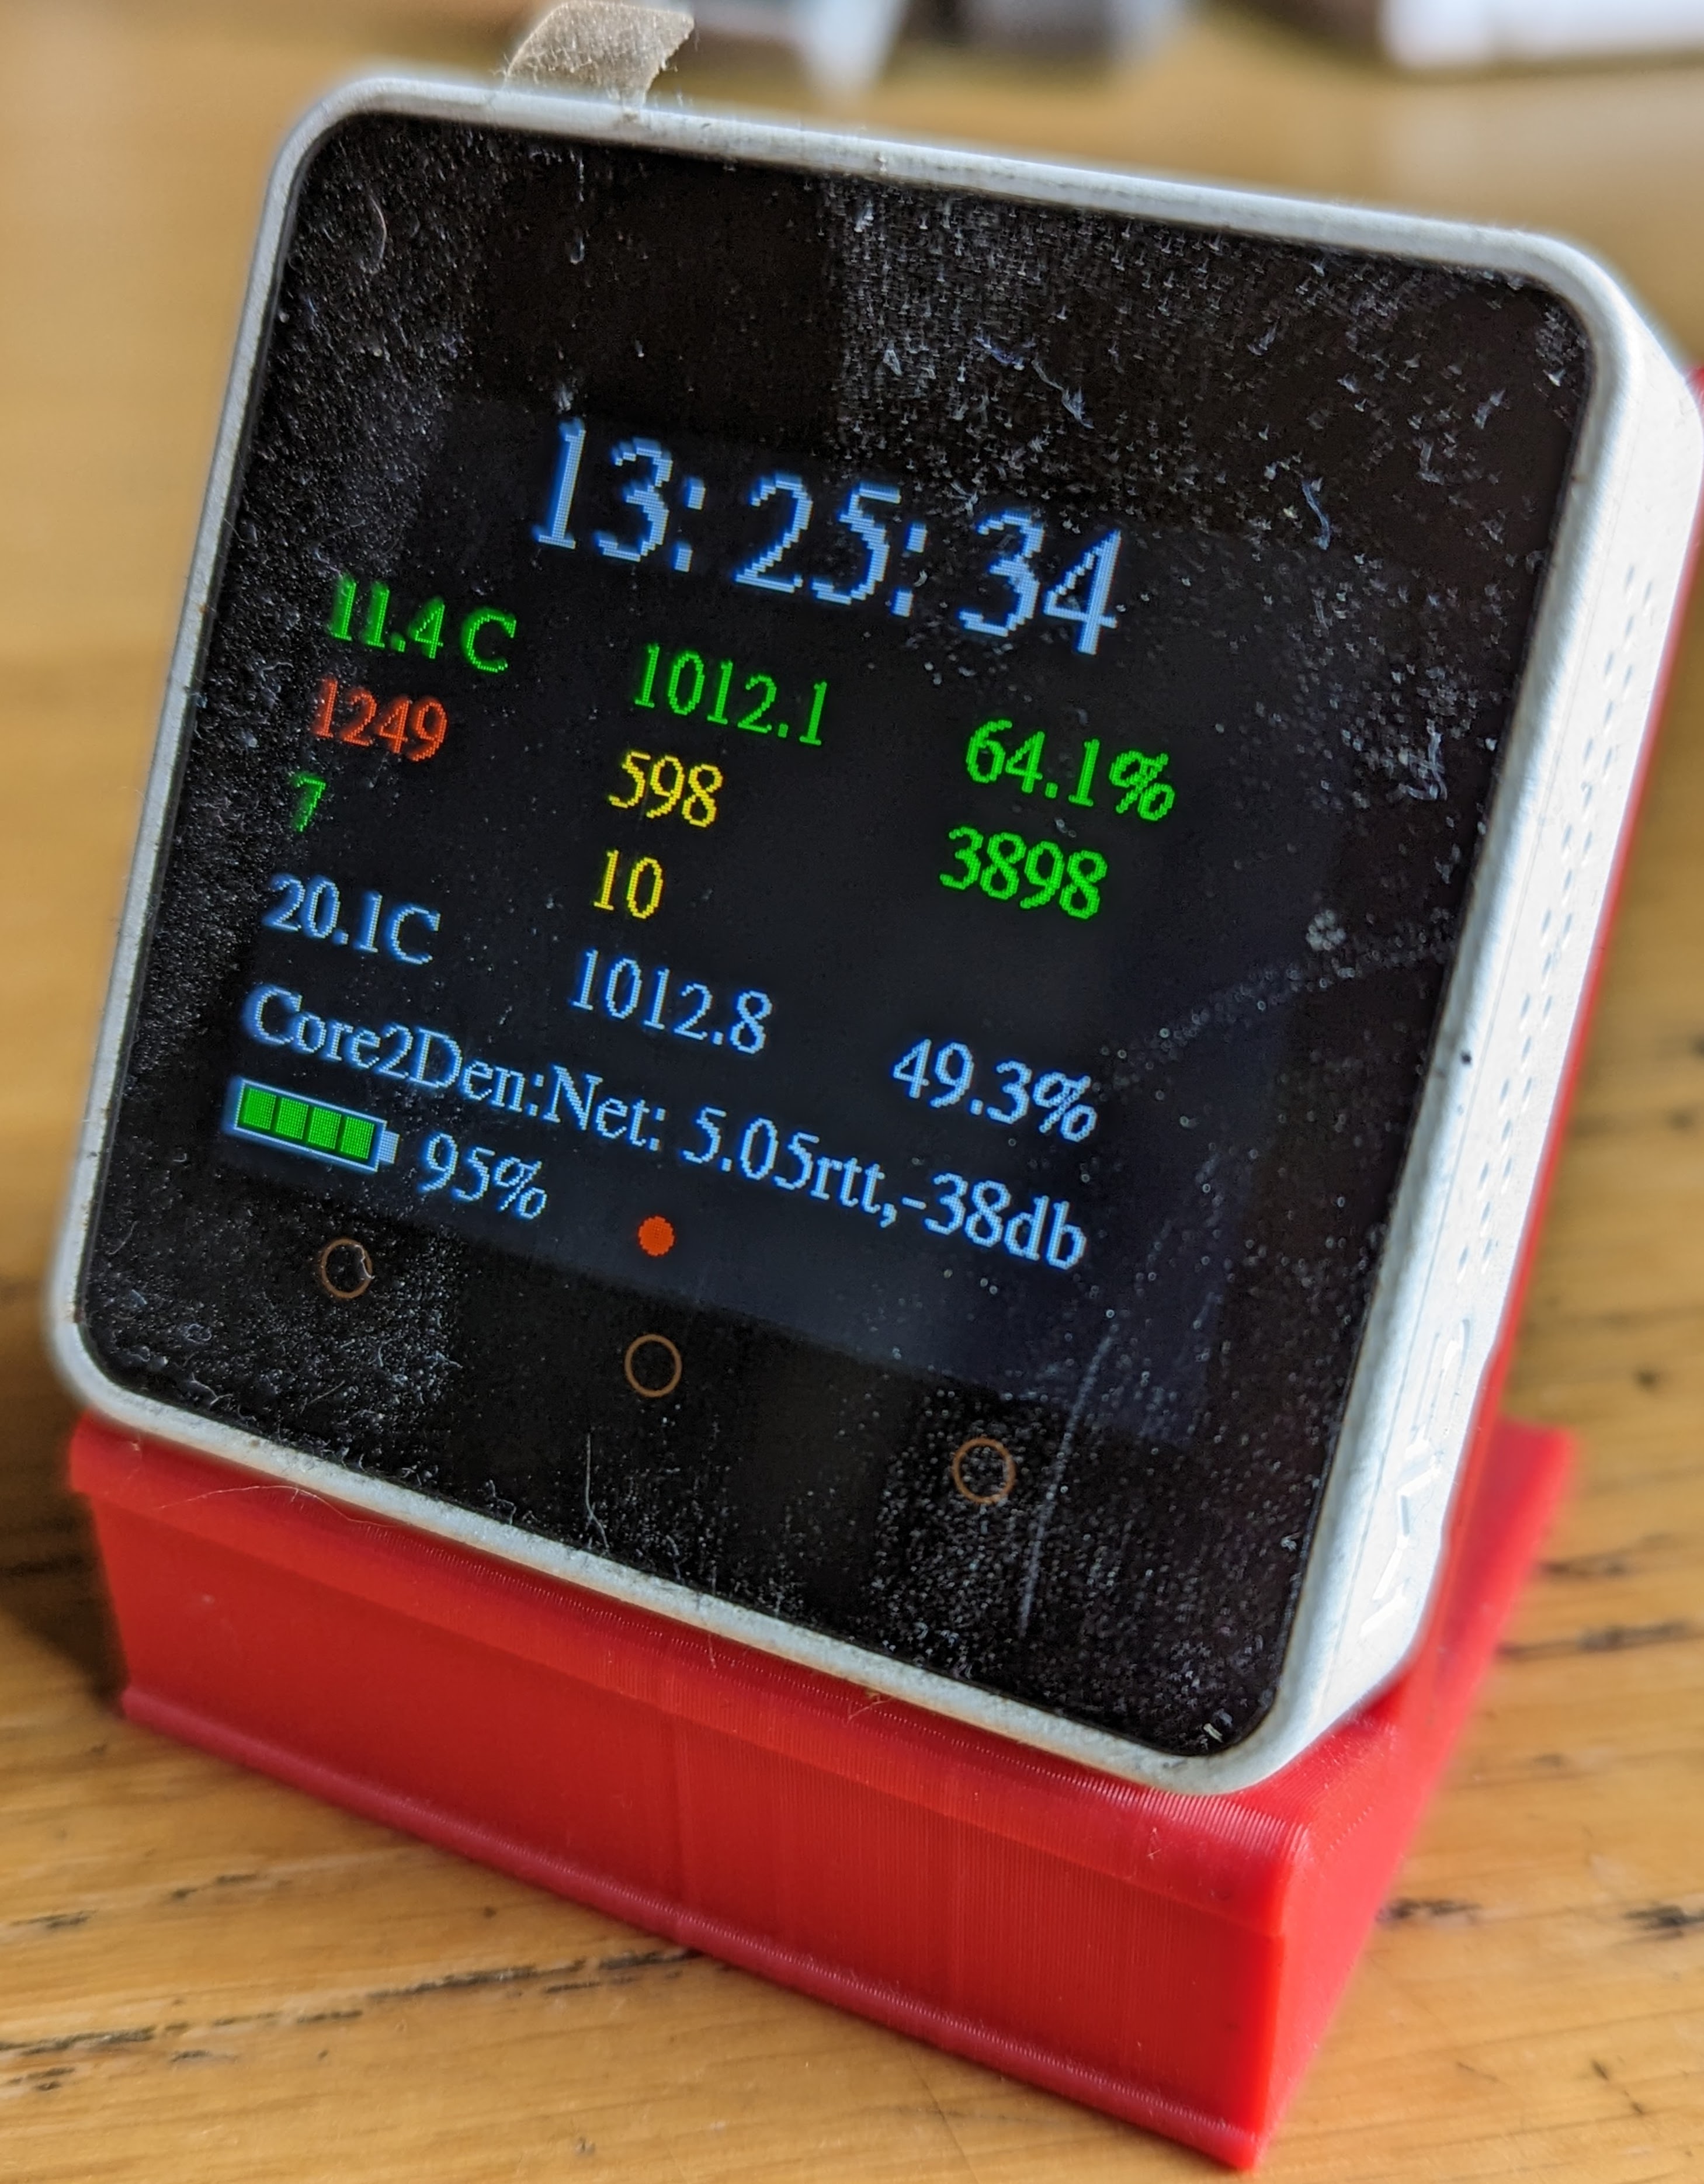 13:25:34
11.4 C 1012.1 64.1%
1249 598 3898
7 10
20.1C 1012.8 49.3%
Core2Den:Net: 5.05rtt,-38db
95%